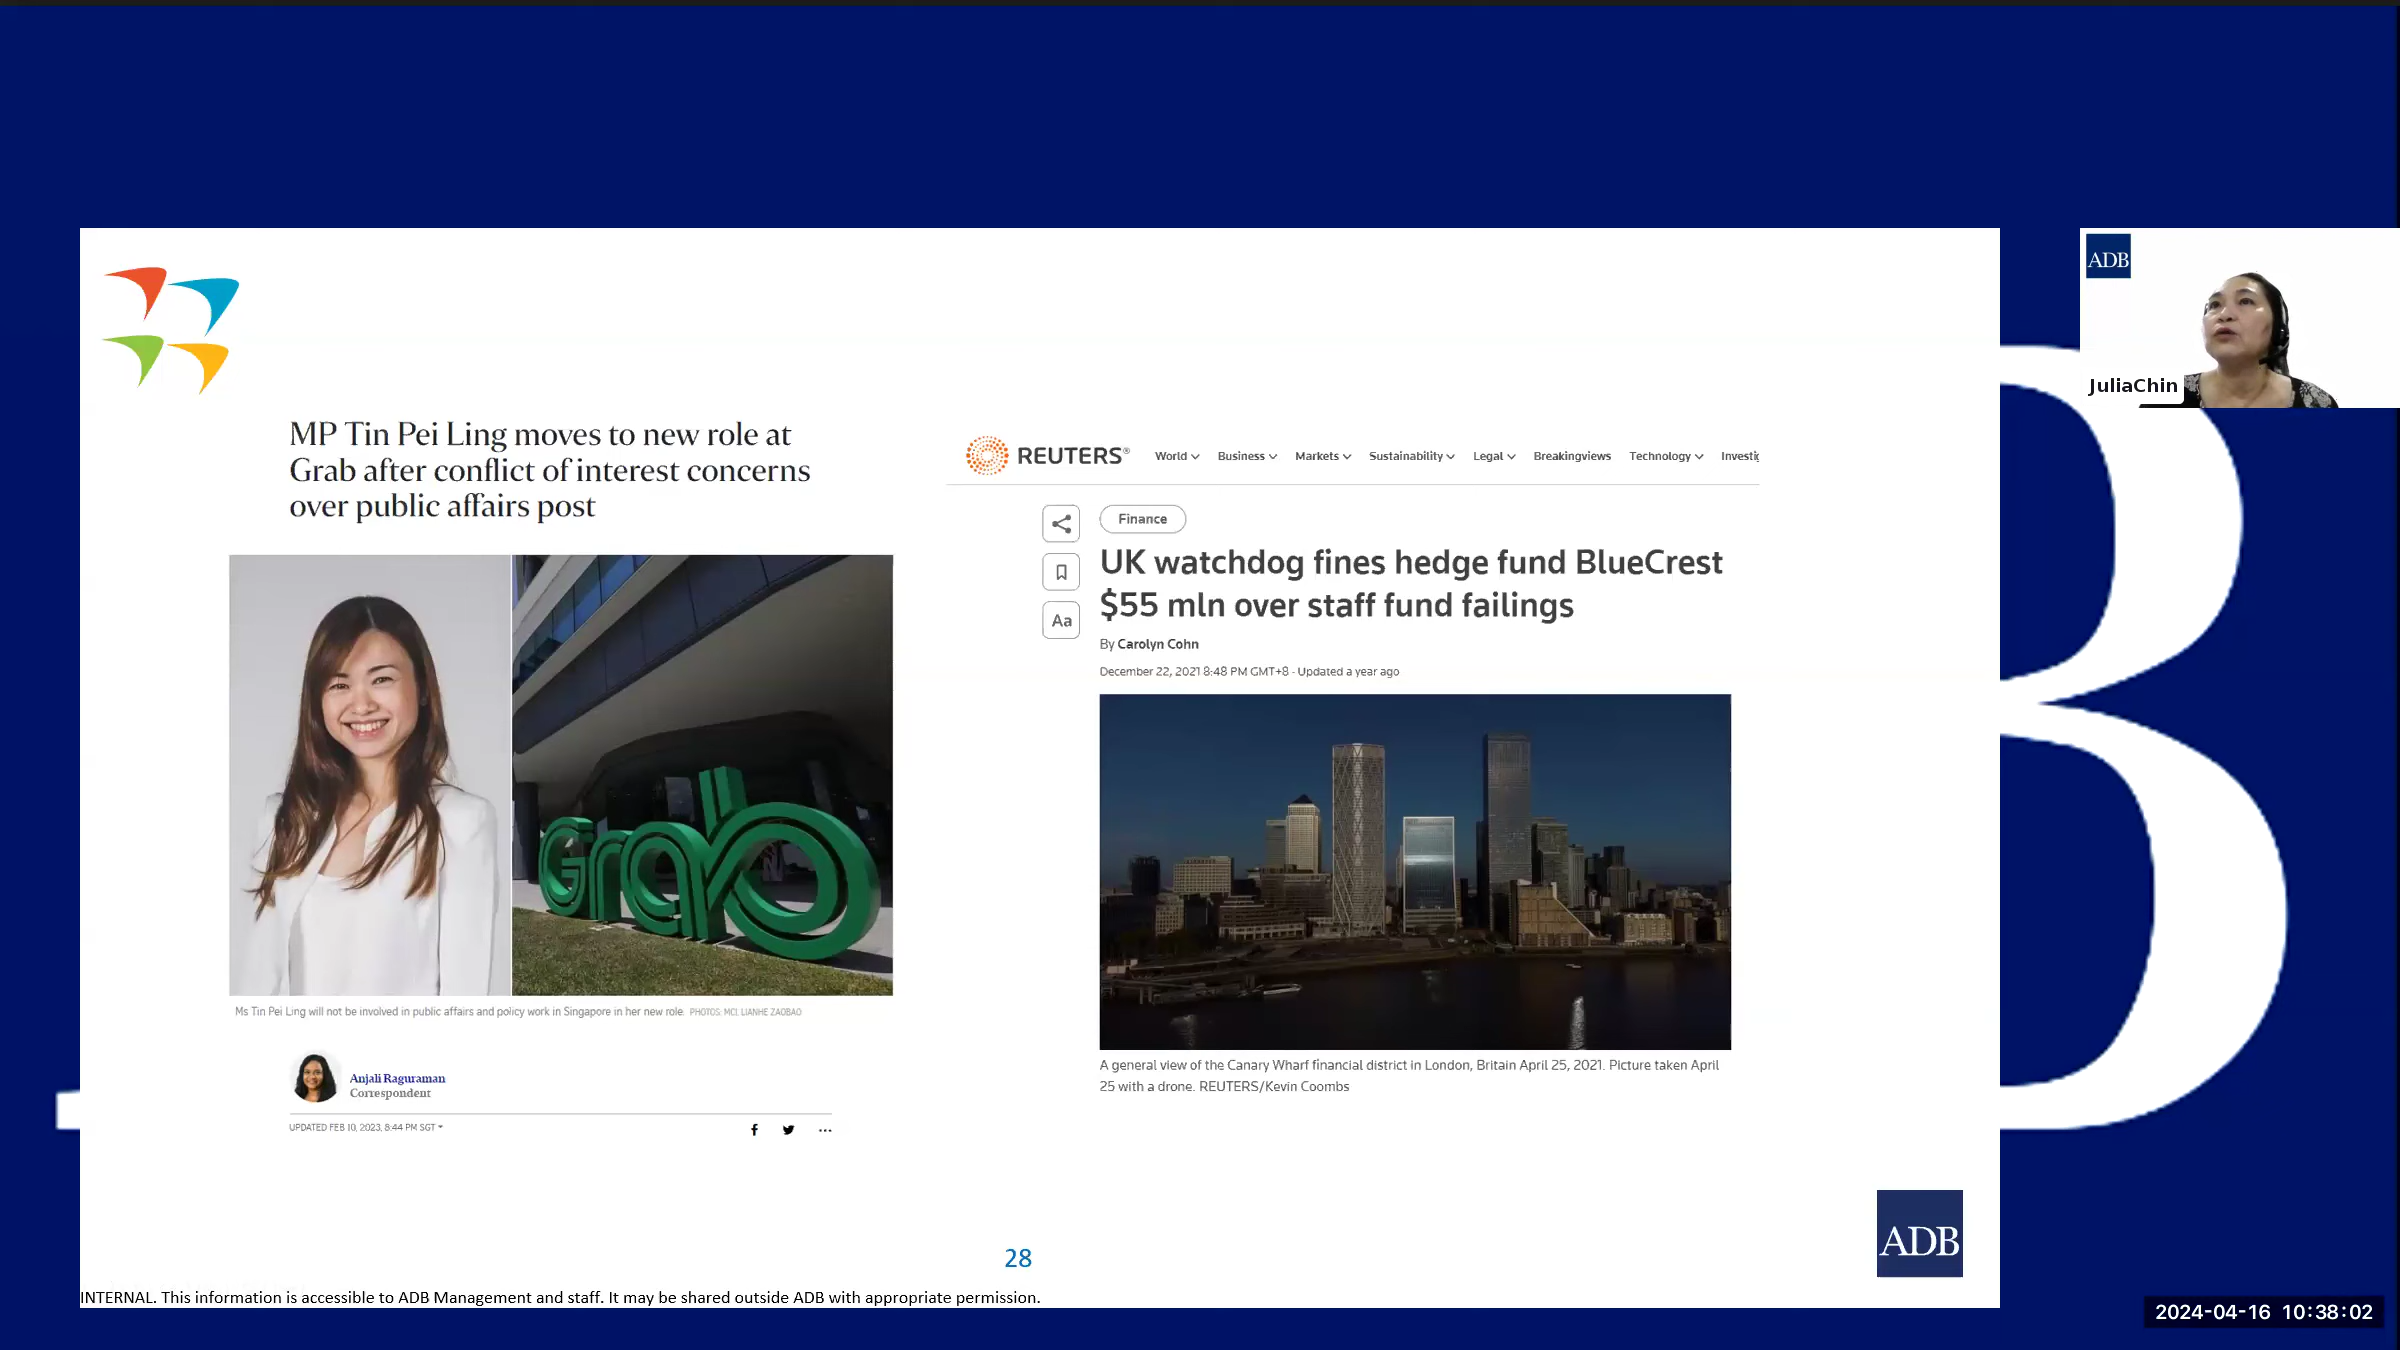 MP Tin Pei Ling moves to new role at
Grab after conflict of interest concerns
over public affairs post
Grab
Ms Tin Pei Ling will not be involved in public affairs and policy work in Singapore in her new role. PHOTOS: MCI, LIANHE ZAOBAO
Anjali Raguraman
Correspondent
UPDATED FEB 10, 2023, 8:44 PM SGT
REUTERS®
World Business Markets Sustainability Legal Breakingviews Technology Investig
Finance
UK watchdog fines hedge fund BlueCrest
$55 mln over staff fund failings
Aa
By Carolyn Cohn
December 22, 2021 8:48 PM GMT+8 · Updated a year ago
A general view of the Canary Wharf financial district in London, Britain April 25, 2021. Picture taken April
25 with a drone. REUTERS/Kevin Coombs
ADB
JuliaChin
ADB
28
INTERNAL. This information is accessible to ADB Management and staff. It may be shared outside ADB with appropriate permission.
2024-04-16 10:38:02